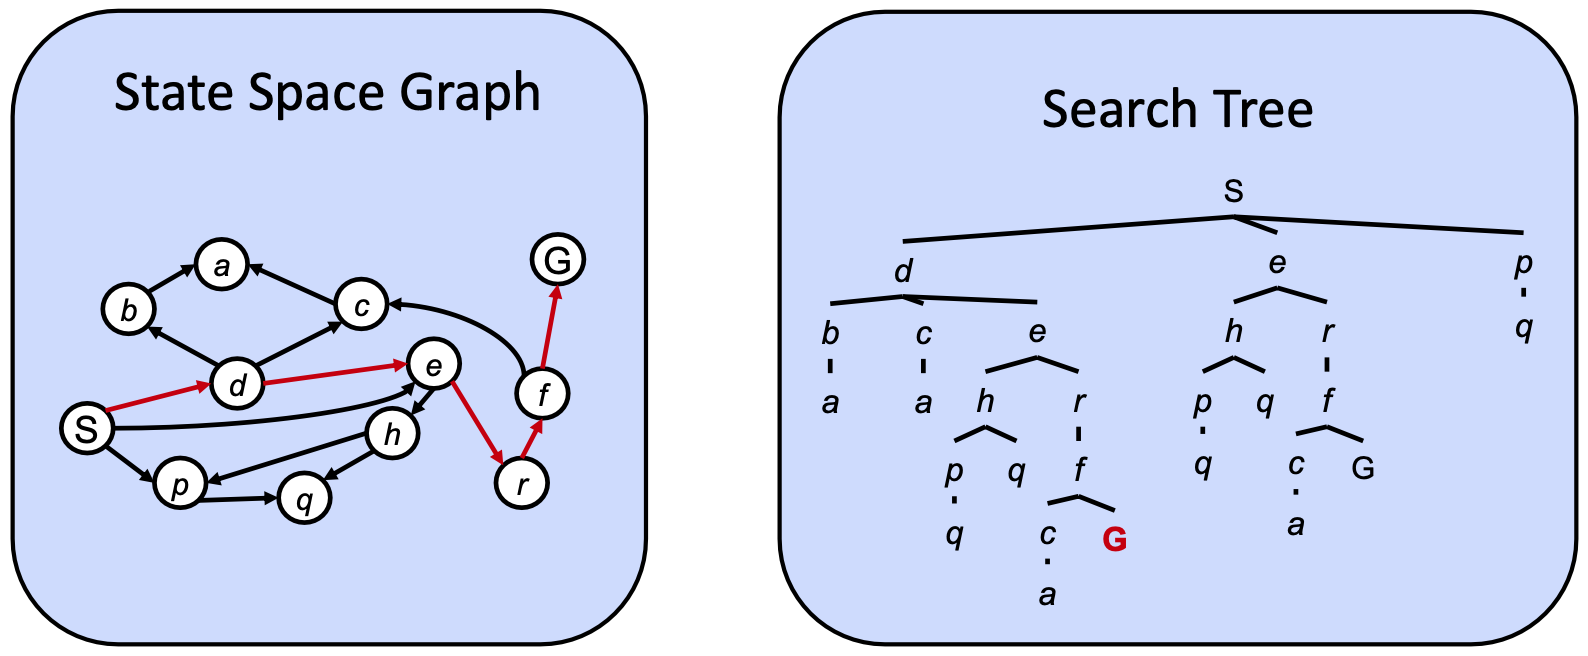 State Space Graph
a
G
b
c
d
e
f
S
h
p
q
r
Search Tree
S
d e p
b c e h r q
a a h r p q f
p q f q c G
q c G a
a